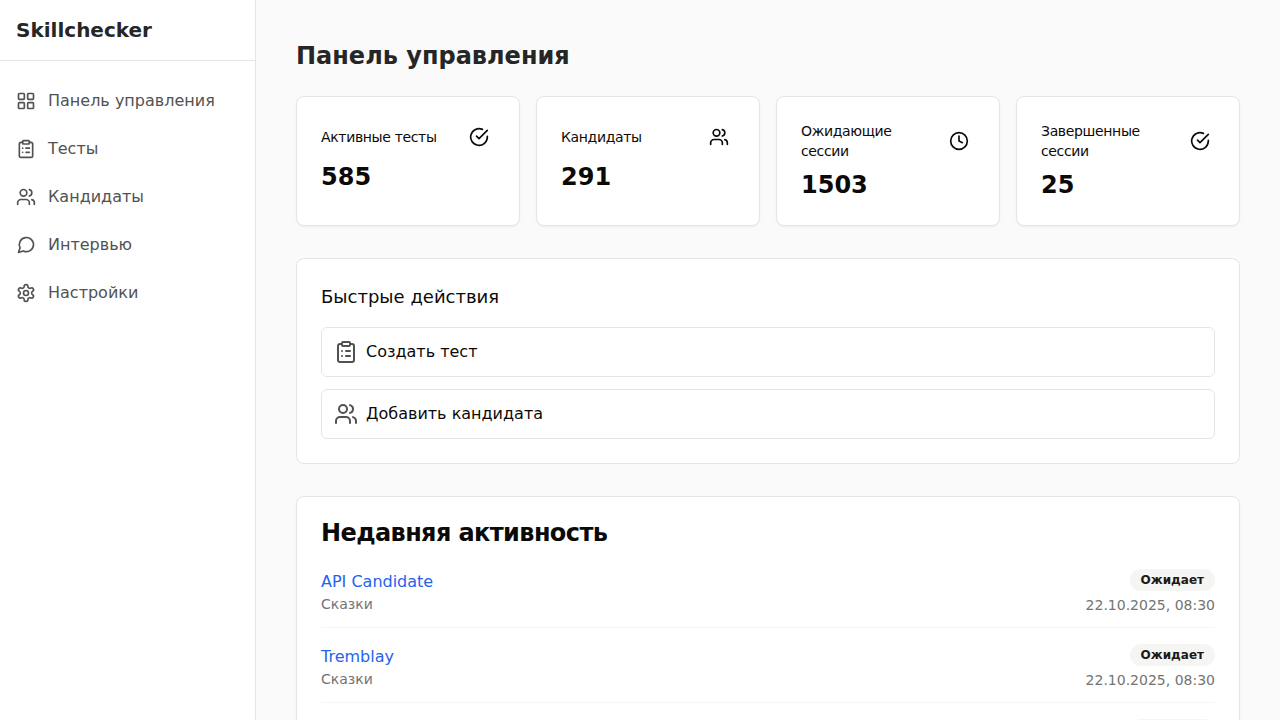 Skillchecker
Панель управления
Тесты
Кандидаты
Интервью
Настройки
Панель управления
Активные тесты
585
Кандидаты
291
Ожидающие
сессии
1503
Завершенные
сессии
25
Быстрые действия
Создать тест
Добавить кандидата
Недавняя активность
API Candidate
Сказки
Ожидает
22.10.2025, 08:30
Tremblay
Сказки
Ожидает
22.10.2025, 08:30